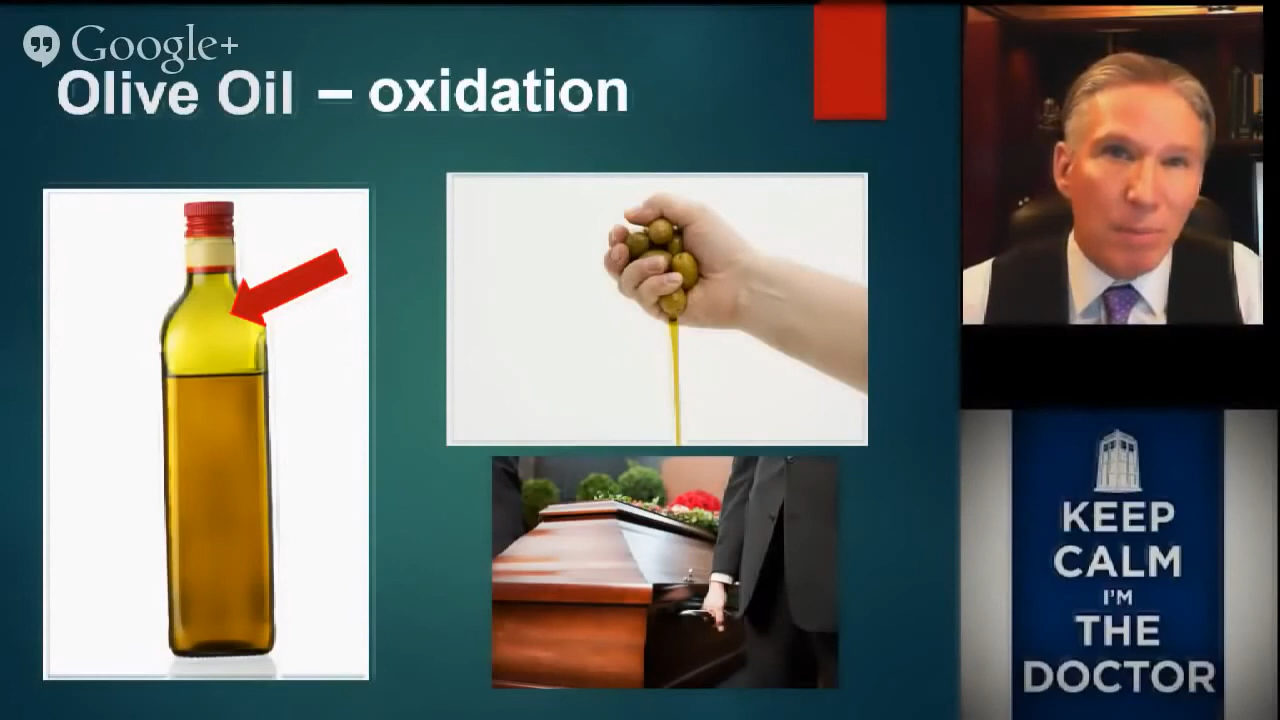 Google+
Olive Oil – oxidation
KEEP
CALM
I'M
THE
DOCTOR